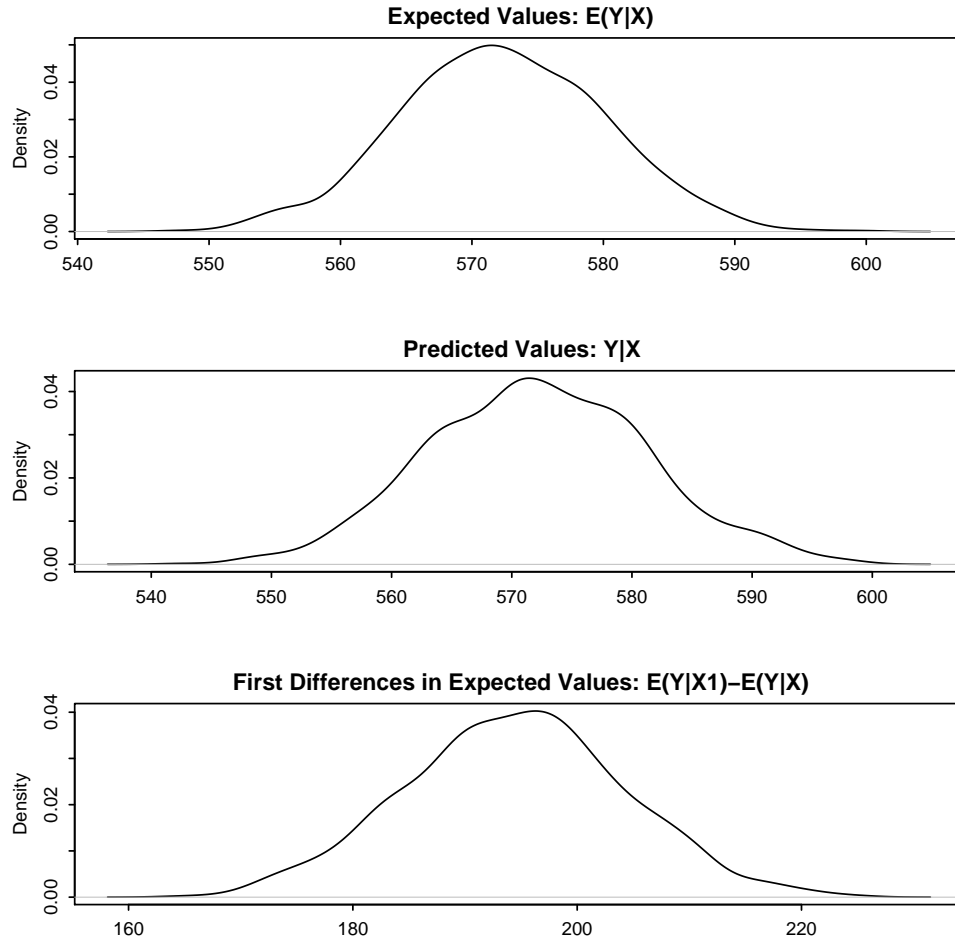 Expected Values: E(Y|X)
Density
0.00 0.02 0.04
540 550 560 570 580 590 600
Predicted Values: Y|X
Density
0.00 0.02 0.04
540 550 560 570 580 590 600
First Differences in Expected Values: E(Y|X1)−E(Y|X)
Density
0.00 0.02 0.04
160 180 200 220